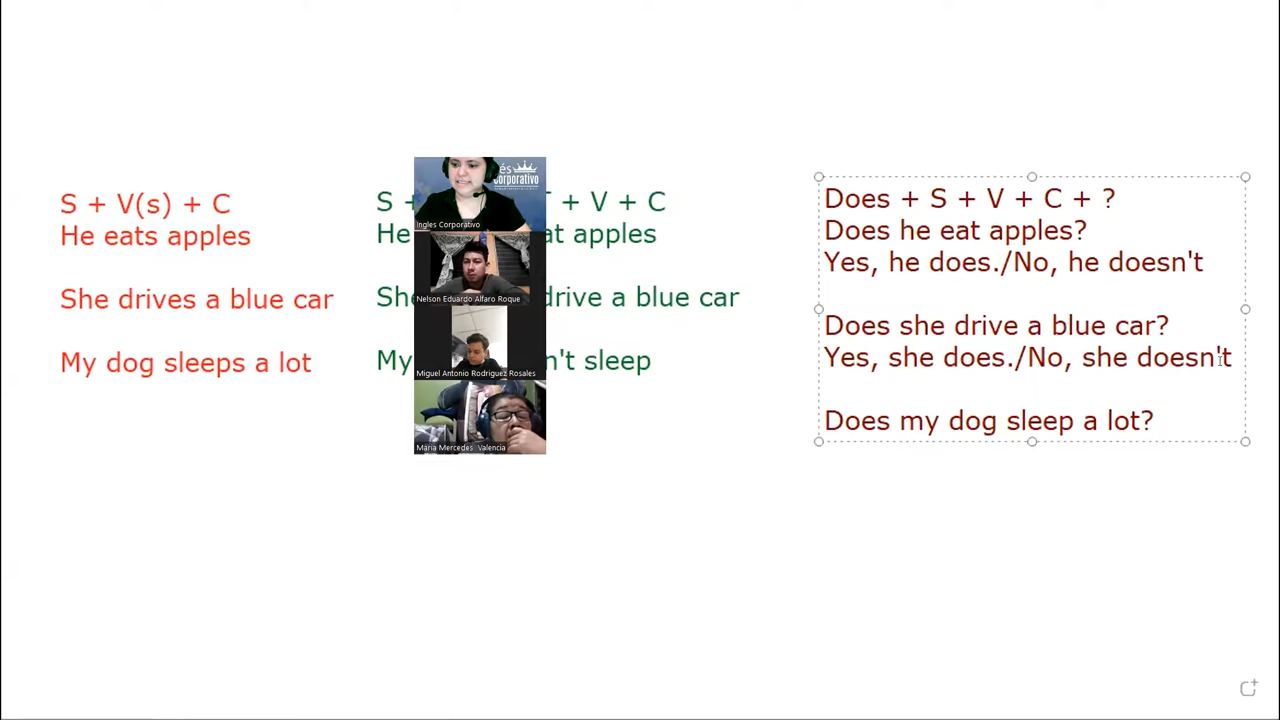 S + V(s) + C
He eats apples
She drives a blue car
My dog sleeps a lot
S + V + C
He at apples
drive a blue car
My n't sleep
és
Corporativo
Ingles Corporativo
Nelson Eduardo Alfaro Roque
Miguel Antonio Rodriguez Rosales
Maria Mercedes Valencia
Does + S + V + C + ?
Does he eat apples?
Yes, he does./No, he doesn't
Does she drive a blue car?
Yes, she does./No, she doesn't
Does my dog sleep a lot?